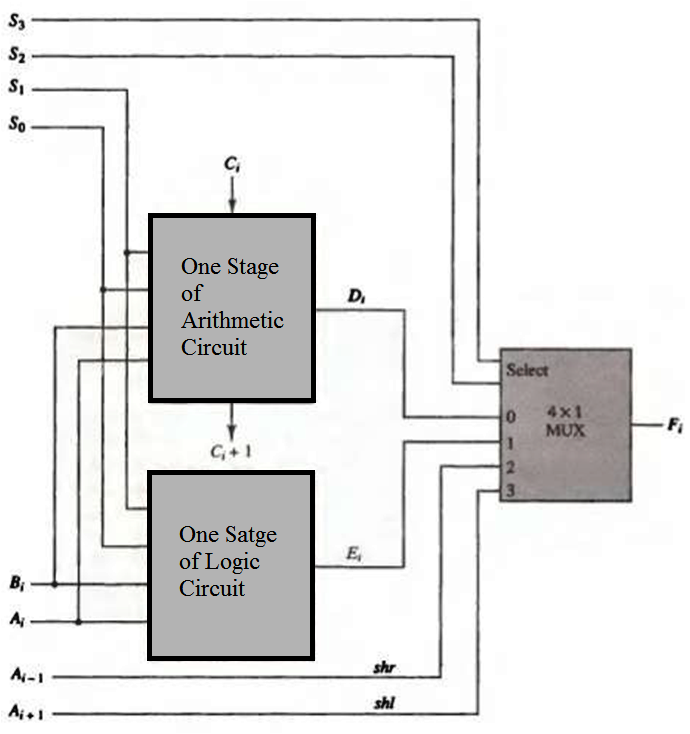 S₃
S₂
S₁
S₀
Cᵢ
One Stage
of
Arithmetic
Circuit
Dᵢ
Cᵢ + 1
Select
0
4 × 1
MUX
1
2
3
Fᵢ
One Satge
of Logic
Circuit
Eᵢ
Bᵢ
Aᵢ
Aᵢ₋₁
shr
Aᵢ₊₁
shl